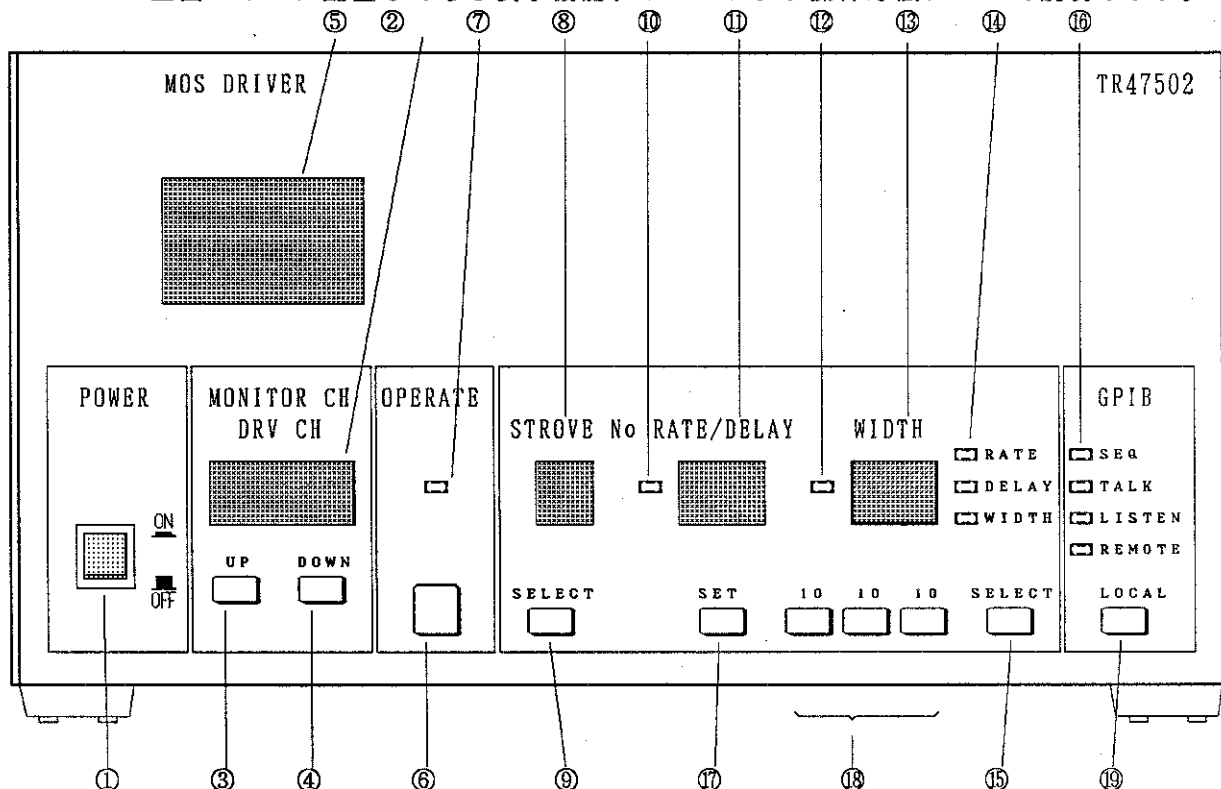 ⑤ ② ⑦ ⑧ ⑩ ⑪ ⑫ ⑬ ⑭ ⑯
MOS DRIVER TR47502
POWER MONITOR CH OPERATE GPIB
DRV CH STROVE No RATE/DELAY WIDTH
RATE SEQ
DELAY TALK
WIDTH LISTEN
ON REMOTE
UP DOWN
OFF SELECT SET 10 10 10 SELECT LOCAL
① ③ ④ ⑥ ⑨ ⑰ ⑱ ⑮ ⑲